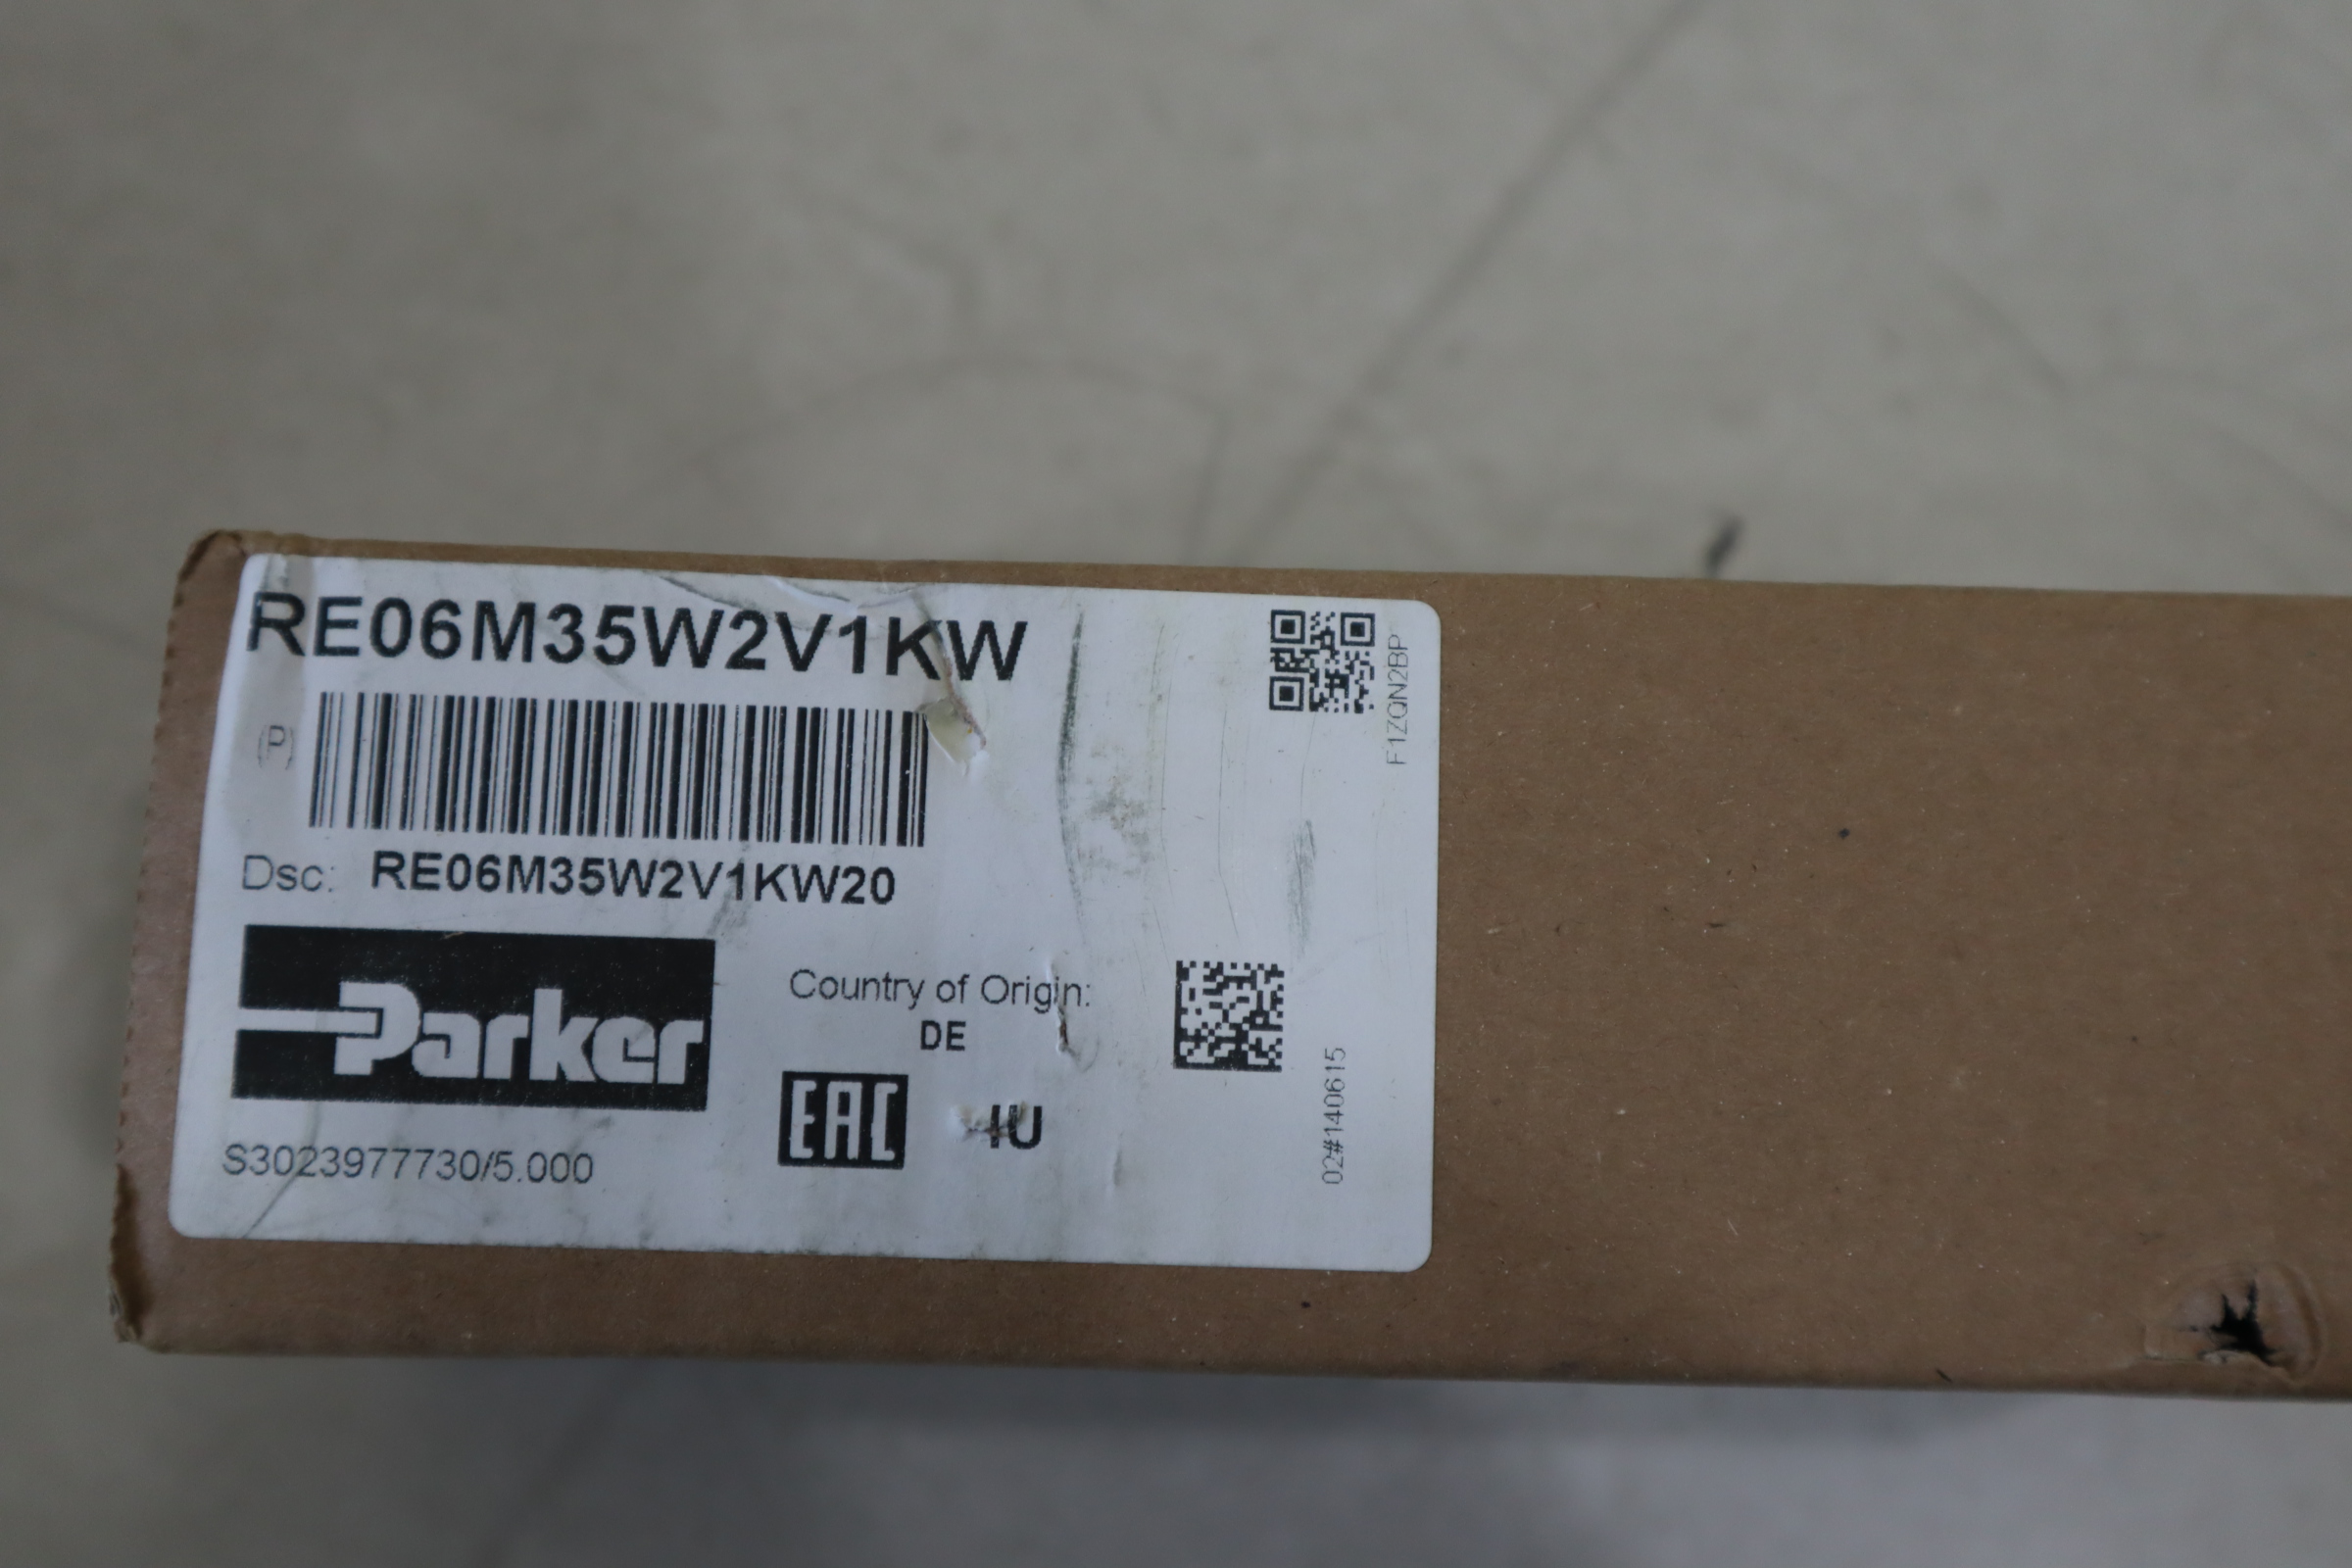 RE06M35W2V1KW
F1ZQN2BP
(P)
Dsc: RE06M35W2V1KW20
Parker
Country of Origin:
DE
EAC
S3023977730/5.000
02#140615